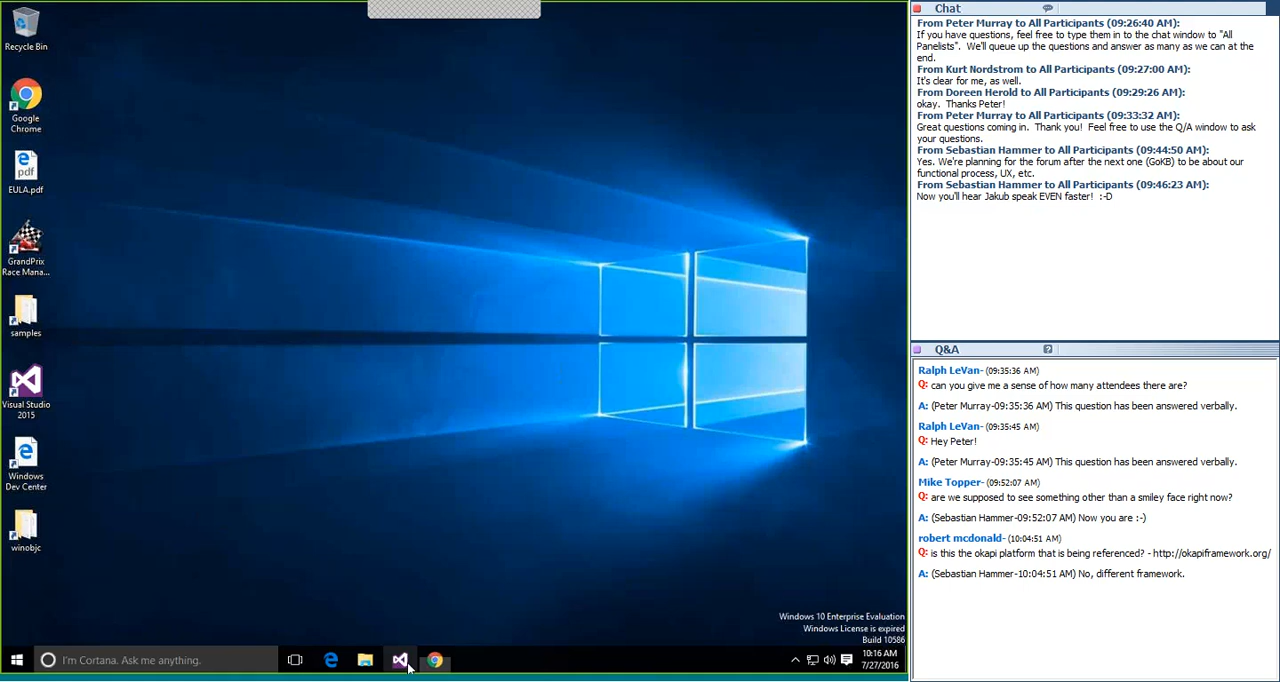 Recycle Bin
Google
Chrome
EULA.pdf
GrandPrix
Race Mana...
samples
Visual Studio
2015
Windows
Dev Center
winobjc
Windows 10 Enterprise Evaluation
Windows License is expired
Build 10586
I'm Cortana. Ask me anything.
10:16 AM
7/27/2016
Chat
From Peter Murray to All Participants (09:26:40 AM):
If you have questions, feel free to type them in to the chat window to "All
Panelists". We'll queue up the questions and answer as many as we can at the
end.
From Kurt Nordstrom to All Participants (09:27:00 AM):
It's clear for me, as well.
From Doreen Herold to All Participants (09:29:26 AM):
okay. Thanks Peter!
From Peter Murray to All Participants (09:33:32 AM):
Great questions coming in. Thank you! Feel free to use the Q/A window to ask
your questions.
From Sebastian Hammer to All Participants (09:44:50 AM):
Yes. We're planning for the forum after the next one (GoKB) to be about our
functional process, UX, etc.
From Sebastian Hammer to All Participants (09:46:23 AM):
Now you'll hear Jakub speak EVEN faster! :-D
Q&A
Ralph LeVan- (09:35:36 AM)
Q: can you give me a sense of how many attendees there are?
A: (Peter Murray-09:35:36 AM) This question has been answered verbally.
Ralph LeVan- (09:35:45 AM)
Q: Hey Peter!
A: (Peter Murray-09:35:45 AM) This question has been answered verbally.
Mike Topper- (09:52:07 AM)
Q: are we supposed to see something other than a smiley face right now?
A: (Sebastian Hammer-09:52:07 AM) Now you are :-)
robert mcdonald- (10:04:51 AM)
Q: is this the okapi platform that is being referenced? - http://okapiframework.org/
A: (Sebastian Hammer-10:04:51 AM) No, different framework.